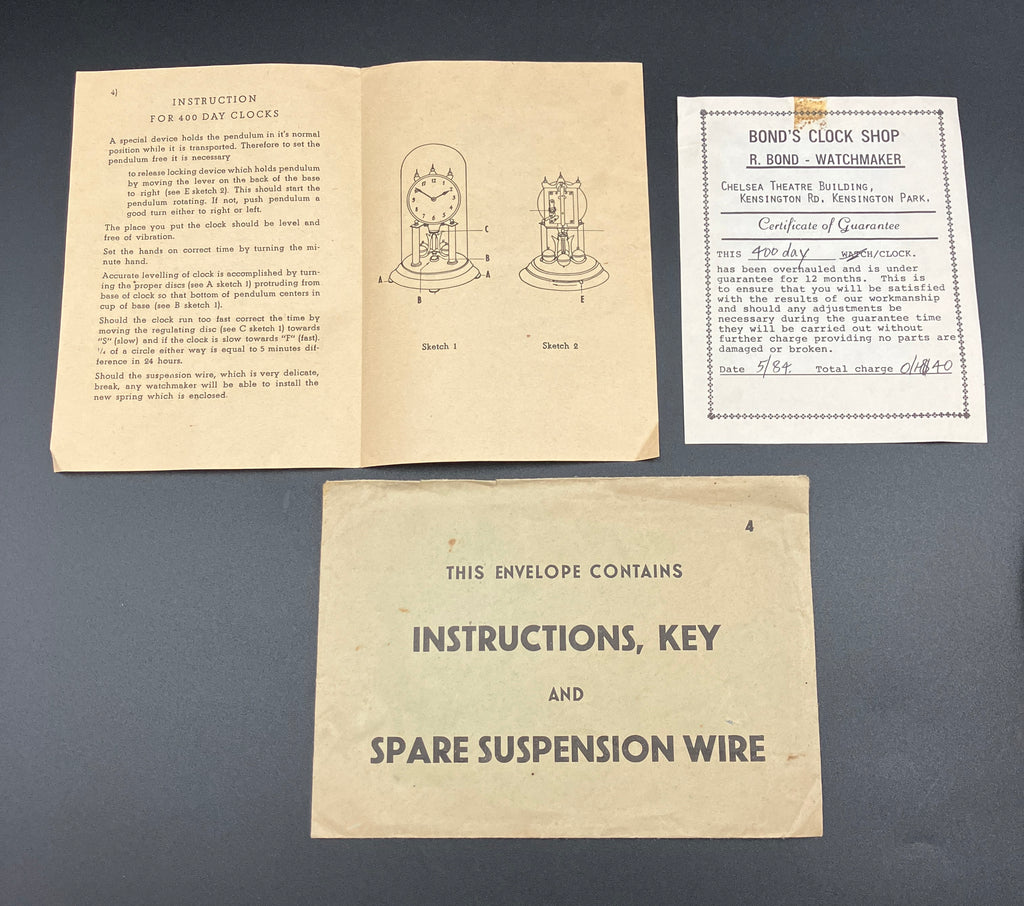 4)
INSTRUCTION
FOR 400 DAY CLOCKS
A special device holds the pendulum in it's normal
position while it is transported. Therefore to set the
pendulum free it is necessary
to release locking device which holds pendulum
by moving the lever on the back of the base
to right (see E sketch 2). This should start the
pendulum rotating. If not, push pendulum a
good turn either to right or left.
The place you put the clock should be level and
free of vibration.
Set the hands on correct time by turning the mi-
nute hand.
Accurate levelling of clock is accomplished by turn-
ing the proper discs (see A sketch 1) protruding from
base of clock so that bottom of pendulum centers in
cup of base (see B sketch 1).
Should the clock run too fast correct the time by
moving the regulating disc (see C sketch 1) towards
"S" (slow) and if the clock is slow towards "F" (fast).
¼ of a circle either way is equal to 5 minutes dif-
ference in 24 hours.
Should the suspension wire, which is very delicate,
break, any watchmaker will be able to install the
new spring which is enclosed.
C
B
A
A
B
E
Sketch 1
Sketch 2
BOND'S CLOCK SHOP
R. BOND - WATCHMAKER
CHELSEA THEATRE BUILDING,
KENSINGTON RD, KENSINGTON PARK.
Certificate of Guarantee
THIS 400 day WATCH/CLOCK.
has been overhauled and is under
guarantee for 12 months. This is
to ensure that you will be satisfied
with the results of our workmanship
and should any adjustments be
necessary during the guarantee time
they will be carried out without
further charge providing no parts are
damaged or broken.
Date 5/84. Total charge O/H $40
4
THIS ENVELOPE CONTAINS
INSTRUCTIONS, KEY
AND
SPARE SUSPENSION WIRE